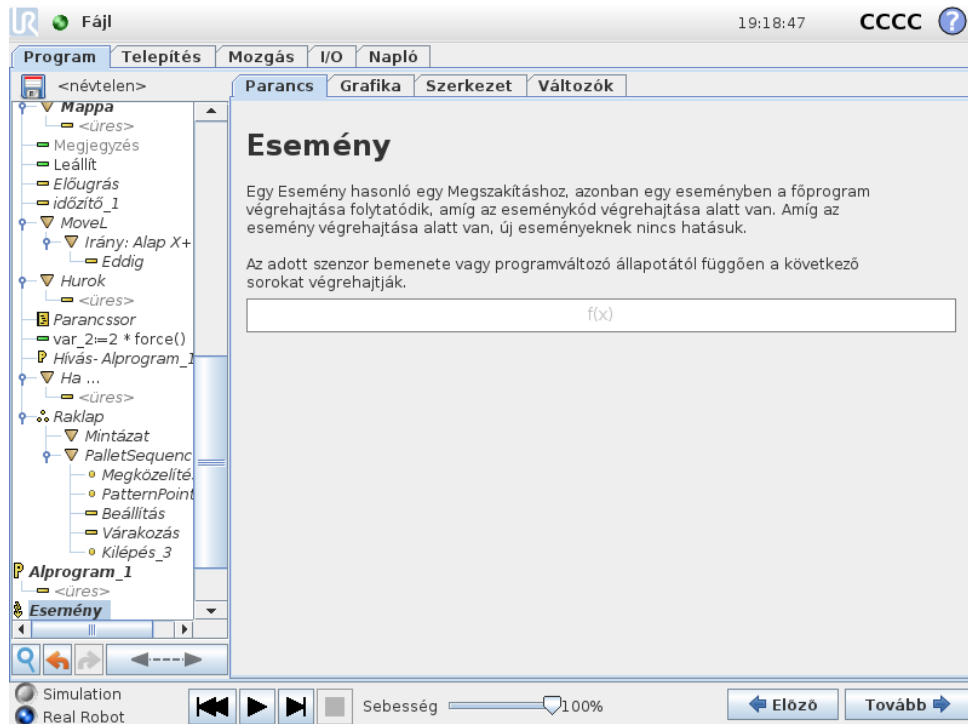 Fájl
19:18:47
CCCC
Program Telepítés Mozgás I/O Napló
<névtelen>
Parancs Grafika Szerkezet Változók
Mappa
<üres>
Megjegyzés
Leállít
Előugrás
időzítő_1
MoveL
Irány: Alap X+
Eddig
Hurok
<üres>
Parancssor
var_2:=2 * force()
Hívás- Alprogram_1
Ha ...
<üres>
Raklap
Mintázat
PalletSequenc
Megközelíté
PatternPoint
Beállítás
Várakozás
Kilépés_3
Alprogram_1
<üres>
Esemény
Esemény
Egy Esemény hasonló egy Megszakításhoz, azonban egy eseményben a főprogram
végrehajtása folytatódik, amíg az eseménykód végrehajtása alatt van. Amíg az
esemény végrehajtása alatt van, új eseményeknek nincs hatásuk.
Az adott szenzor bemenete vagy programváltozó állapotától függően a következő
sorokat végrehajtják.
f(x)
Simulation
Real Robot
Sebesség 100%
Előző
Tovább